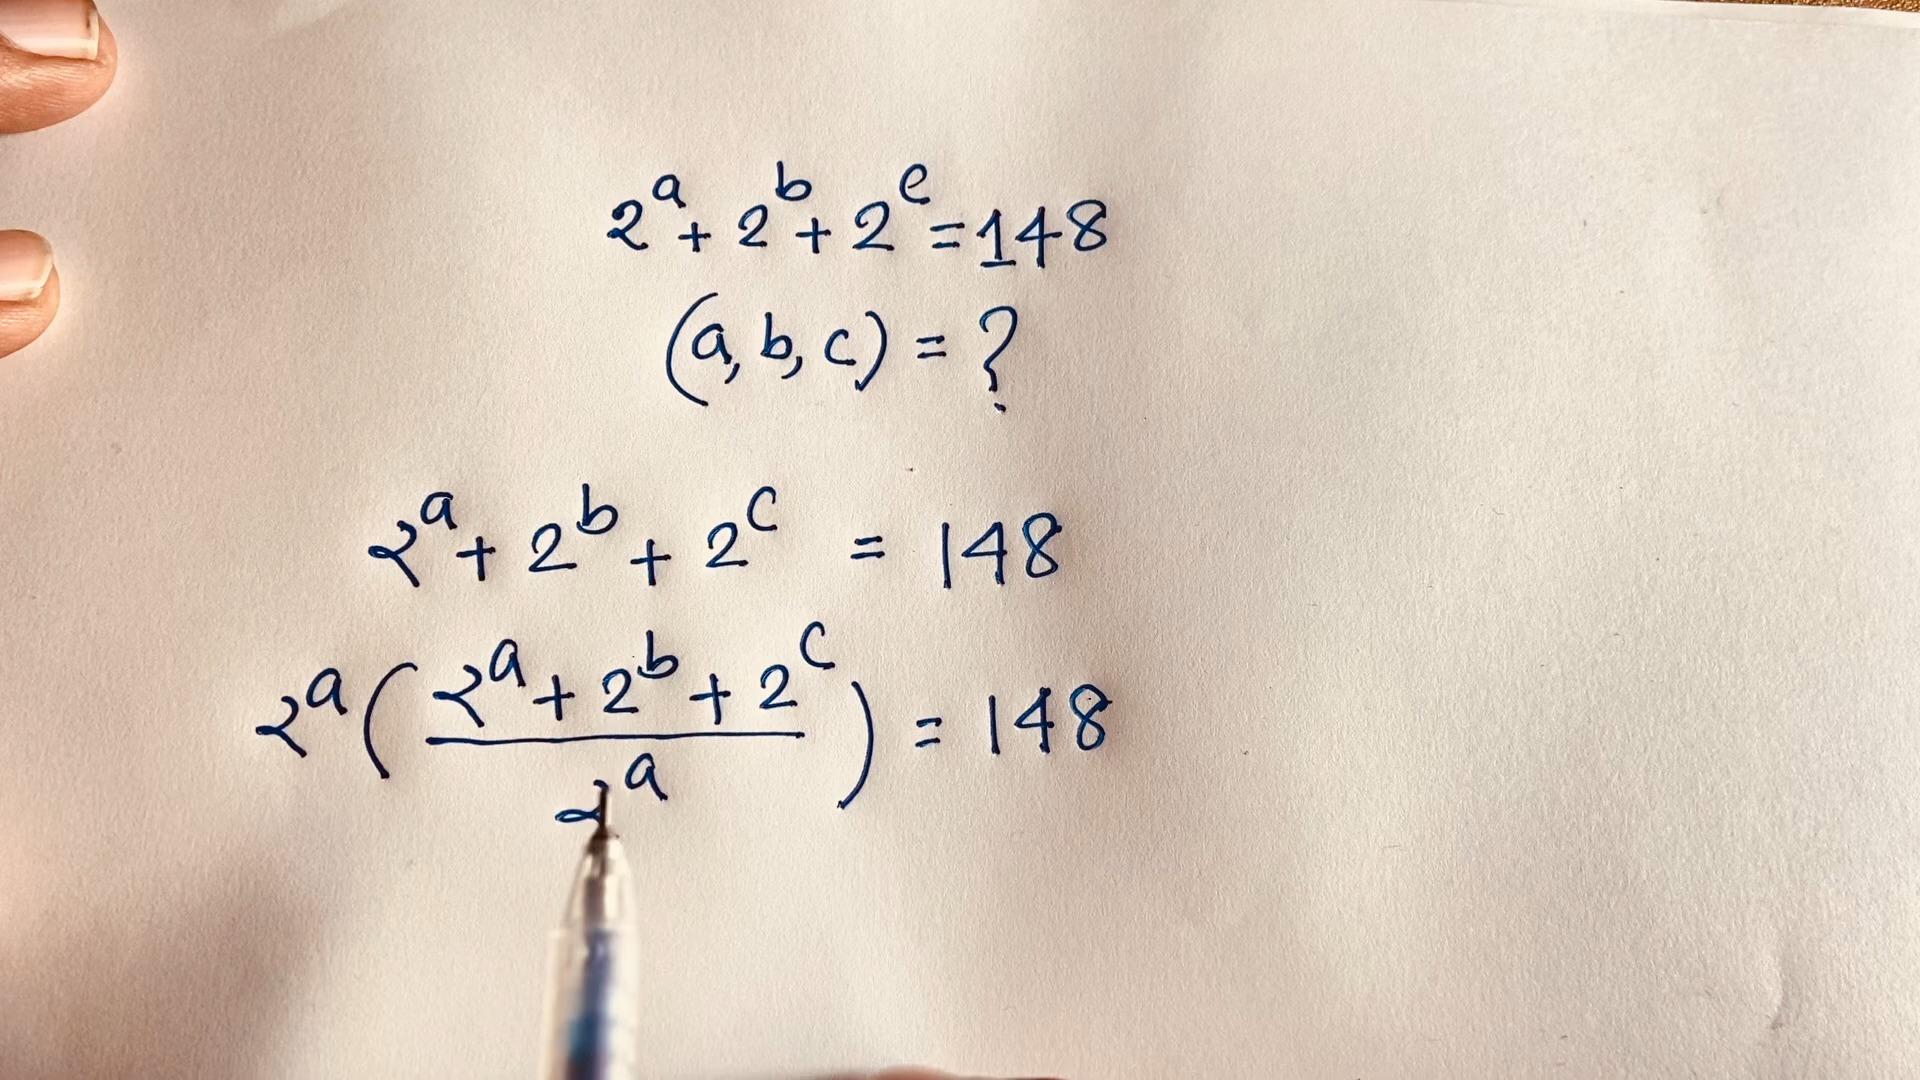 2^a + 2^b + 2^c = 148
(a, b, c) = ?
2^a + 2^b + 2^c = 148
2^a ( (2^a + 2^b + 2^c) / 2^a ) = 148